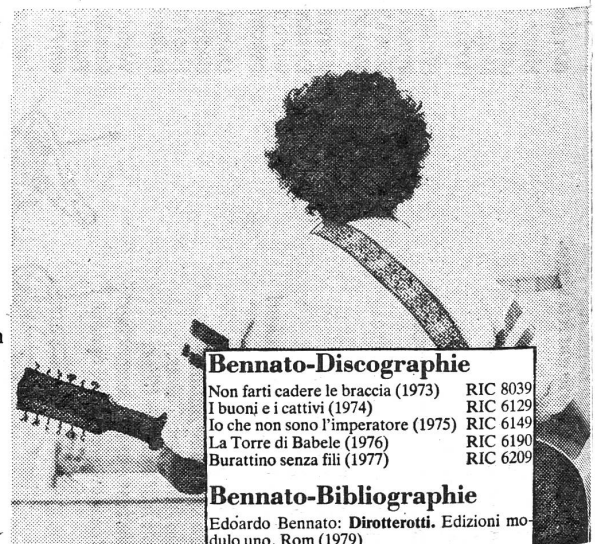 Bennato-Discographie
Non farti cadere le braccia (1973) RIC 8039
I buoni e i cattivi (1974) RIC 6129
Io che non sono l'imperatore (1975) RIC 6149
La Torre di Babele (1976) RIC 6190
Burattino senza fili (1977) RIC 6209
Bennato-Bibliographie
Edoardo Bennato: Dirotterotti. Edizioni mo-
dulo uno, Rom (1979)